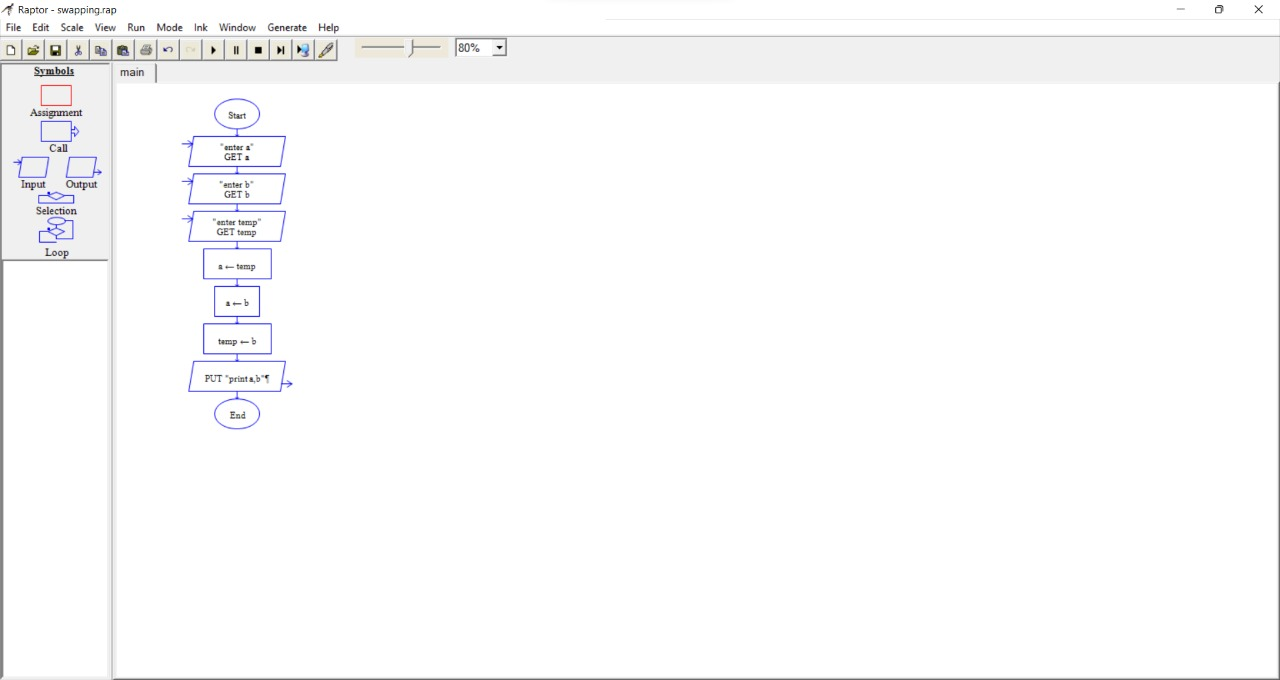 Raptor - swapping.rap
File Edit Scale View Run Mode Ink Window Generate Help
80%
Symbols
Assignment
Call
Input Output
Selection
Loop
main
Start
"enter a"
GET a
"enter b"
GET b
"enter temp"
GET temp
a ← temp
a ← b
temp ← b
PUT "print a,b"¶
End